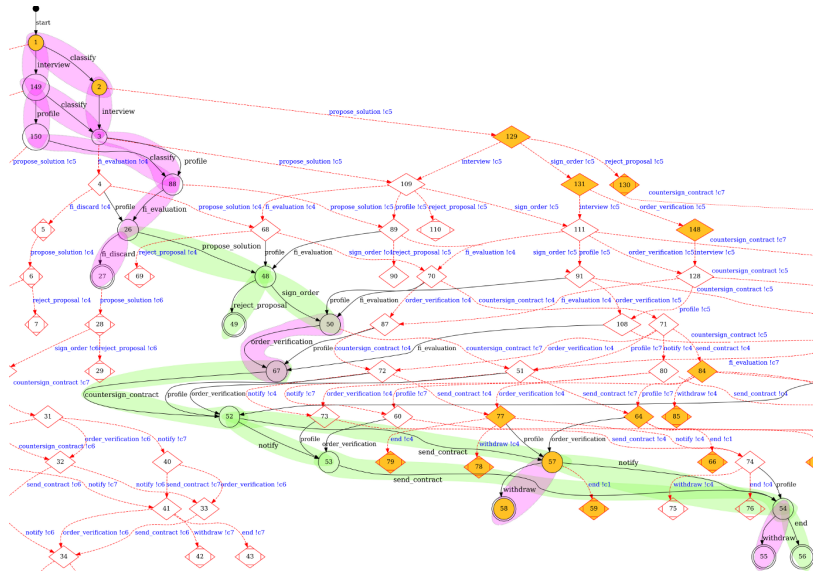 start
1
classify
interview
149
2
classify
interview
profile
propose_solution !c5
129
150
3
interview !c5
sign_order !c5
reject_proposal !c5
propose_solution !c5
fi_evaluation !c4
classify
profile
propose_solution !c5
4
88
109
131
130
countersign_contract !c7
fi_discard !c4
profile
fi_evaluation
fi_evaluation !c4
propose_solution !c5
profile !c5
reject_proposal !c5
sign_order !c5
interview !c5
order_verification !c5
5
26
68
89
110
111
148
countersign_contract !c7
propose_solution !c4
fi_discard
reject_proposal !c4
propose_solution
profile
sign_order !c4
reject_proposal !c5
fi_evaluation !c4
sign_order !c5
profile !c5
order_verification !c5
interview !c5
countersign_contract !c5
6
27
69
48
90
70
91
128
countersign_contract !c5
reject_proposal !c4
propose_solution !c6
reject_proposal
sign_order
profile
fi_evaluation
order_verification !c4
countersign_contract !c4
fi_evaluation !c5
order_verification !c5
profile !c5
7
28
49
50
87
108
71
countersign_contract !c5
sign_order !c6
reject_proposal !c6
order_verification
profile
countersign_contract !c4
fi_evaluation
order_verification !c4
profile !c7
send_contract !c4
fi_evaluation !c7
29
67
72
51
80
84
countersign_contract !c7
countersign_contract
profile
order_verification
notify !c4
notify !c7
order_verification !c4
profile !c7
send_contract !c4
order_verification !c4
countersign_contract !c7
notify !c4
withdraw !c4
31
52
73
60
77
64
85
countersign_contract !c6
order_verification !c6
notify !c7
notify
profile
order_verification
end !c4
send_contract
withdraw !c4
profile
order_verification
send_contract !c4
notify !c4
end !c1
32
40
53
79
78
57
notify
66
74
send_contract !c6
notify !c7
notify !c6
send_contract !c7
order_verification !c6
send_contract
withdraw
end !c1
withdraw !c4
end !c4
profile
41
33
58
59
75
76
54
notify !c6
order_verification !c6
send_contract !c6
withdraw !c7
end !c7
withdraw
end
34
42
43
55
56